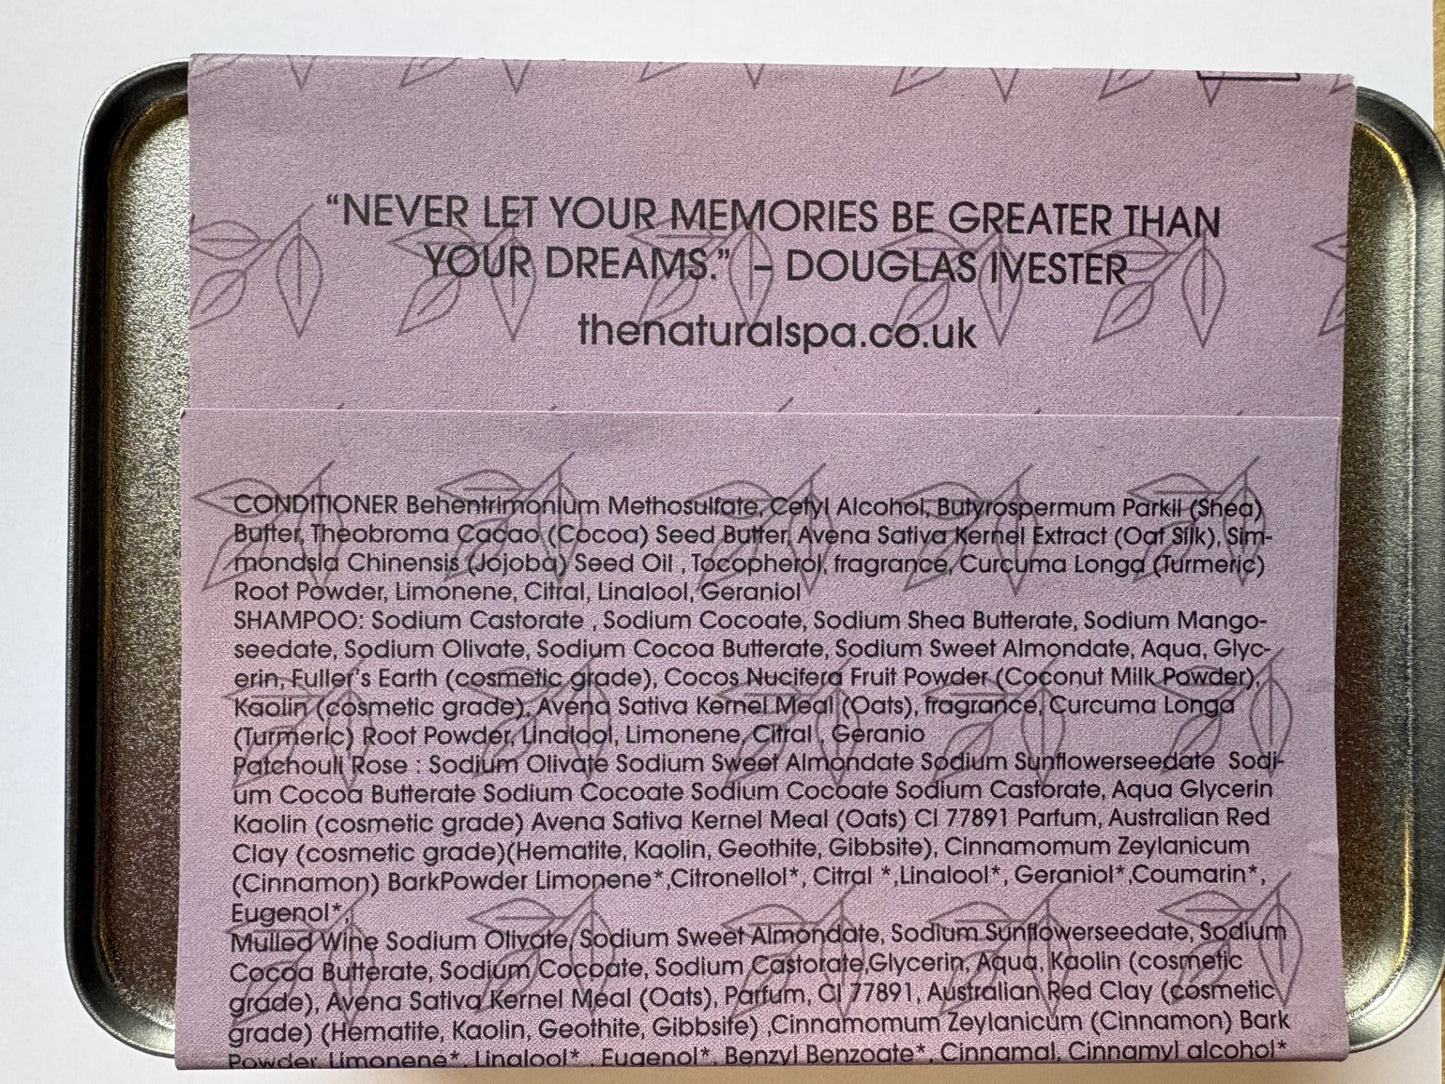 “NEVER LET YOUR MEMORIES BE GREATER THAN
YOUR DREAMS.” – DOUGLAS IVESTER
thenaturalspa.co.uk
CONDITIONER Behentrimonium Methosulfate, Cetyl Alcohol, Butyrospermum Parkii (Shea)
Butter, Theobroma Cacao (Cocoa) Seed Butter, Avena Sativa Kernel Extract (Oat Silk), Sim-
mondsia Chinensis (Jojoba) Seed Oil , Tocopherol, fragrance, Curcuma Longa (Turmeric)
Root Powder, Limonene, Citral, Linalool, Geraniol
SHAMPOO: Sodium Castorate , Sodium Cocoate, Sodium Shea Butterate, Sodium Mango-
seedate, Sodium Olivate, Sodium Cocoa Butterate, Sodium Sweet Almondate, Aqua, Glyc-
erin, Fuller's Earth (cosmetic grade), Cocos Nucifera Fruit Powder (Coconut Milk Powder),
Kaolin (cosmetic grade), Avena Sativa Kernel Meal (Oats), fragrance, Curcuma Longa
(Turmeric) Root Powder, Linalool, Limonene, Citral , Geranio
Patchouli Rose : Sodium Olivate Sodium Sweet Almondate Sodium Sunflowerseedate Sodi-
um Cocoa Butterate Sodium Cocoate Sodium Cocoate Sodium Castorate, Aqua Glycerin
Kaolin (cosmetic grade) Avena Sativa Kernel Meal (Oats) CI 77891 Parfum, Australian Red
Clay (cosmetic grade)(Hematite, Kaolin, Geothite, Gibbsite), Cinnamomum Zeylanicum
(Cinnamon) BarkPowder Limonene*,Citronellol*, Citral *,Linalool*, Geraniol*,Coumarin*,
Eugenol*,
Mulled Wine Sodium Olivate, Sodium Sweet Almondate, Sodium Sunflowerseedate, Sodium
Cocoa Butterate, Sodium Cocoate, Sodium Castorate,Glycerin, Aqua, Kaolin (cosmetic
grade), Avena Sativa Kernel Meal (Oats), Parfum, CI 77891, Australian Red Clay (cosmetic
grade) (Hematite, Kaolin, Geothite, Gibbsite) ,Cinnamomum Zeylanicum (Cinnamon) Bark
Powder, Limonene*, Linalool* , Eugenol*, Benzyl Benzoate*, Cinnamal, Cinnamyl alcohol*